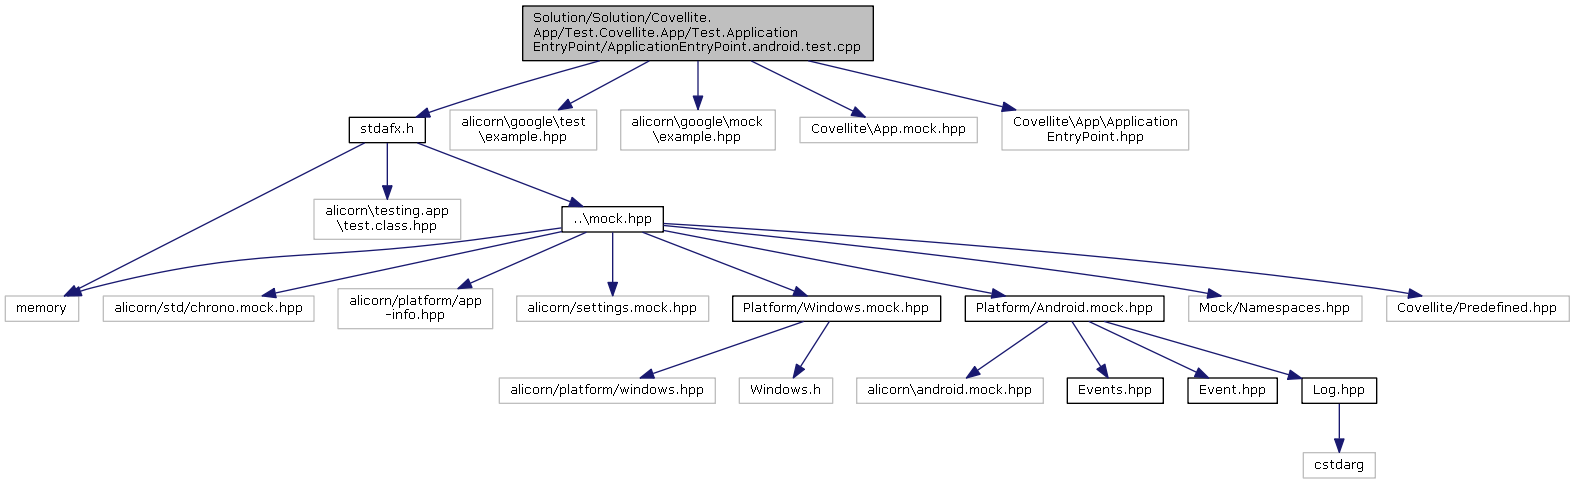 Solution/Solution/Covellite.
App/Test.Covellite.App/Test.Application
EntryPoint/ApplicationEntryPoint.android.test.cpp
stdafx.h
alicorn\google\test
\example.hpp
alicorn\google\mock
\example.hpp
Covellite\App.mock.hpp
Covellite\App\Application
EntryPoint.hpp
alicorn\testing.app
\test.class.hpp
..\mock.hpp
memory
alicorn/std/chrono.mock.hpp
alicorn/platform/app
-info.hpp
alicorn/settings.mock.hpp
Platform/Windows.mock.hpp
Platform/Android.mock.hpp
Mock/Namespaces.hpp
Covellite/Predefined.hpp
alicorn/platform/windows.hpp
Windows.h
alicorn\android.mock.hpp
Events.hpp
Event.hpp
Log.hpp
cstdarg